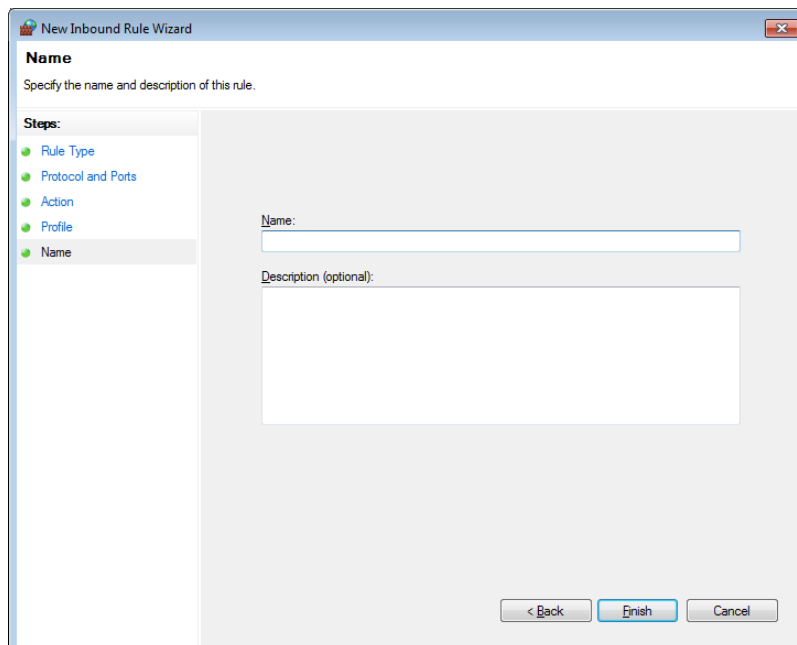 New Inbound Rule Wizard
Name
Specify the name and description of this rule.
Steps:
Rule Type
Protocol and Ports
Action
Profile
Name
Name:
Description (optional):
< Back
Finish
Cancel